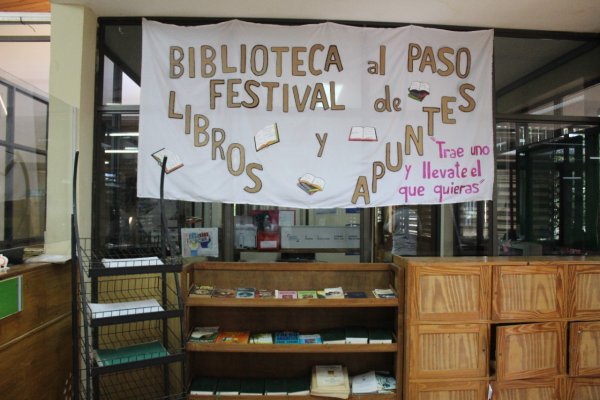 BIBLIOTECA al PASO
FESTIVAL de
LIBROS y APUNTES
"Trae uno
y llevate el
que quieras"